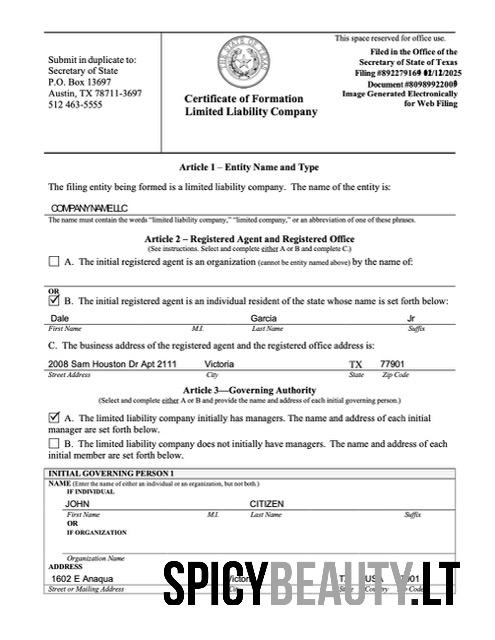 This space reserved for office use.
Submit in duplicate to:
Secretary of State
P.O. Box 13697
Austin, TX 78711-3697
512 463-5555
THE STATE OF TEXAS
Certificate of Formation
Limited Liability Company
Filed in the Office of the
Secretary of State of Texas
Filing #892279169 02/12/2025
Document #8098992200
Image Generated Electronically
for Web Filing
Article 1 – Entity Name and Type
The filing entity being formed is a limited liability company. The name of the entity is:
COMPANYNAMELLC
The name must contain the words "limited liability company," "limited company," or an abbreviation of one of these phrases.
Article 2 – Registered Agent and Registered Office
(See instructions. Select and complete either A or B and complete C.)
A. The initial registered agent is an organization (cannot be entity named above) by the name of:
OR
B. The initial registered agent is an individual resident of the state whose name is set forth below:
Dale Garcia Jr
First Name M.I. Last Name Suffix
C. The business address of the registered agent and the registered office address is:
2008 Sam Houston Dr Apt 2111 Victoria TX 77901
Street Address City State Zip Code
Article 3—Governing Authority
(Select and complete either A or B and provide the name and address of each initial governing person.)
A. The limited liability company initially has managers. The name and address of each initial
manager are set forth below.
B. The limited liability company does not initially have managers. The name and address of each
initial member are set forth below.
INITIAL GOVERNING PERSON 1
NAME (Enter the name of either an individual or an organization, but not both.)
IF INDIVIDUAL
JOHN CITIZEN
First Name M.I. Last Name Suffix
OR
IF ORGANIZATION
Organization Name
ADDRESS
1602 E Anaqua
Street or Mailing Address
SPICYBEAUTY.LT